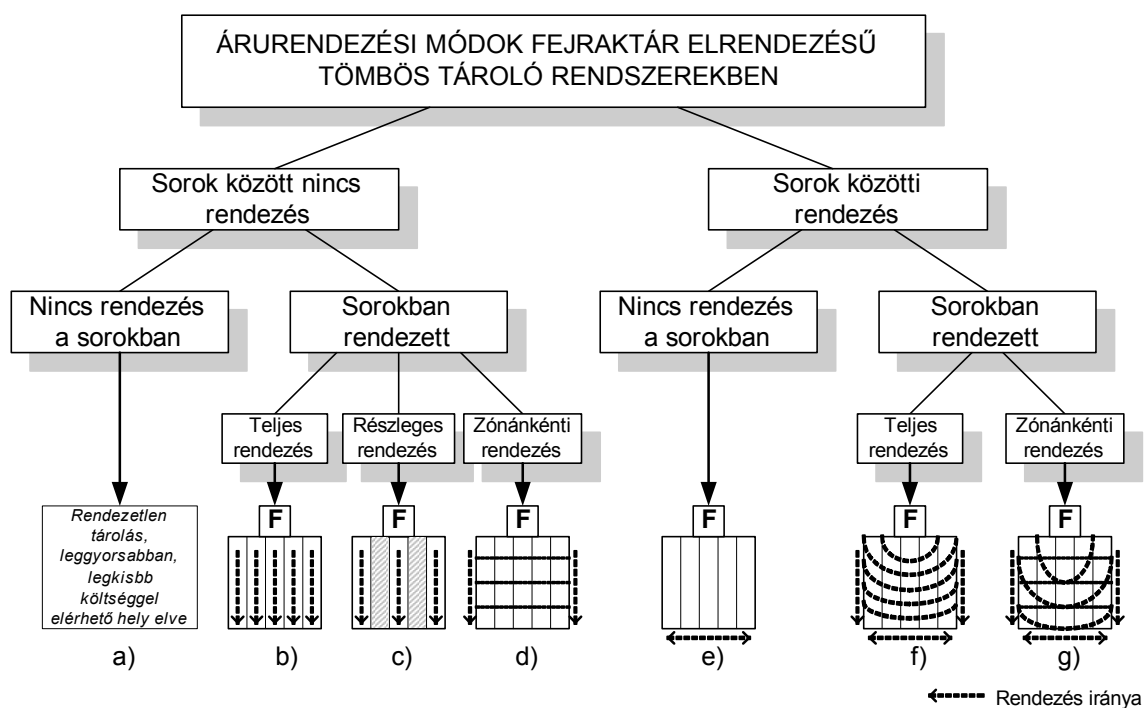 ÁRURENDEZÉSI MÓDOK FEJRAKTÁR ELRENDEZÉSŰ
TÖMBÖS TÁROLÓ RENDSZEREKBEN
Sorok között nincs
rendezés
Sorok közötti
rendezés
Nincs rendezés
a sorokban
Sorokban
rendezett
Nincs rendezés
a sorokban
Sorokban
rendezett
Teljes
rendezés
Részleges
rendezés
Zónánkénti
rendezés
Teljes
rendezés
Zónánkénti
rendezés
Rendezetlen
tárolás,
leggyorsabban,
legkisbb
költséggel
elérhető hely elve
F
F
F
F
F
F
a)
b)
c)
d)
e)
f)
g)
Rendezés iránya